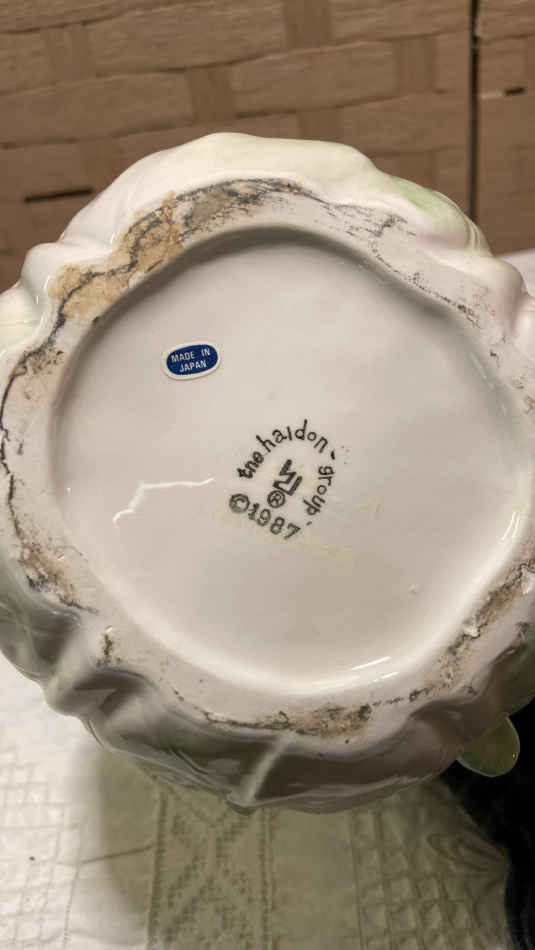 MADE IN
JAPAN
the haldon group
©1987